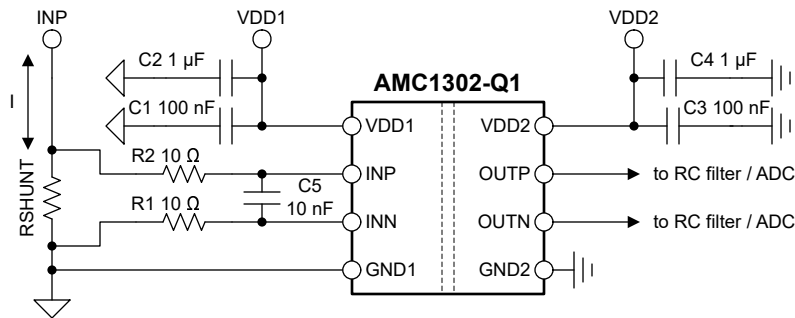 INP
VDD1
VDD2
C2 1 µF
C4 1 µF
AMC1302-Q1
C1 100 nF
C3 100 nF
I
VDD1
VDD2
R2 10 Ω
INP
OUTP
to RC filter / ADC
C5
10 nF
RSHUNT
R1 10 Ω
INN
OUTN
to RC filter / ADC
GND1
GND2